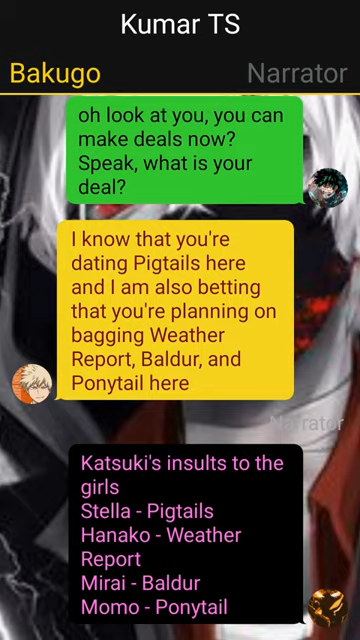 Kumar TS
Bakugo
Narrator
oh look at you, you can
make deals now?
Speak, what is your
deal?
I know that you're
dating Pigtails here
and I am also betting
that you're planning on
bagging Weather
Report, Baldur, and
Ponytail here
Narrator
Katsuki's insults to the
girls
Stella - Pigtails
Hanako - Weather
Report
Mirai - Baldur
Momo - Ponytail